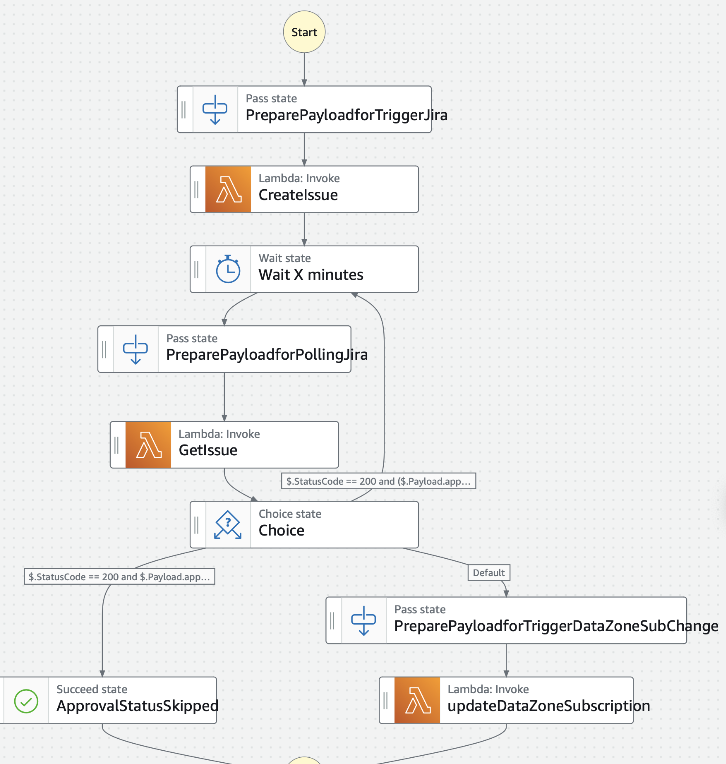 Start
Pass state
PreparePayloadforTriggerJira
Lambda: Invoke
CreateIssue
Wait state
Wait X minutes
Pass state
PreparePayloadforPollingJira
Lambda: Invoke
GetIssue
$.StatusCode == 200 and ($.Payload.app...
Choice state
Choice
$.StatusCode == 200 and $.Payload.app...
Default
Pass state
PreparePayloadforTriggerDataZoneSubChange
Succeed state
ApprovalStatusSkipped
Lambda: Invoke
updateDataZoneSubscription